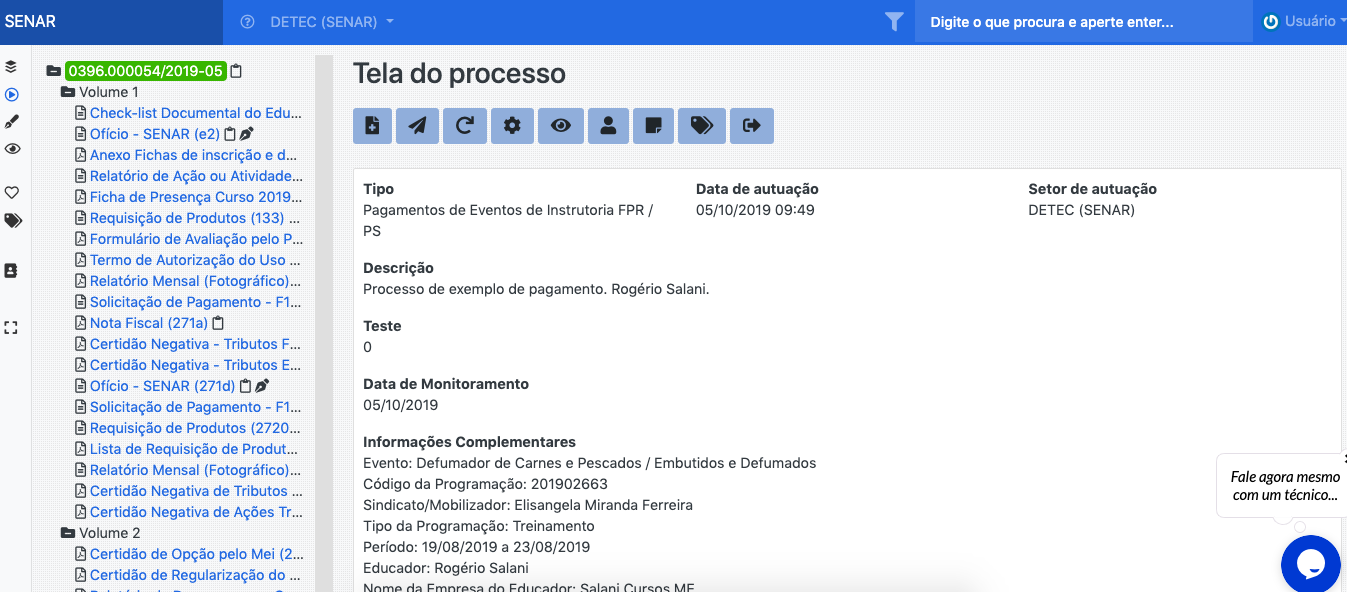 SENAR
DETEC (SENAR)
Digite o que procura e aperte enter...
Usuário
0396.000054/2019-05
Volume 1
Check-list Documental do Edu...
Ofício - SENAR (e2)
Anexo Fichas de inscrição e d...
Relatório de Ação ou Atividade...
Ficha de Presença Curso 2019...
Requisição de Produtos (133) ...
Formulário de Avaliação pelo P...
Termo de Autorização do Uso ...
Relatório Mensal (Fotográfico)...
Solicitação de Pagamento - F1...
Nota Fiscal (271a)
Certidão Negativa - Tributos F...
Certidão Negativa - Tributos E...
Ofício - SENAR (271d)
Solicitação de Pagamento - F1...
Requisição de Produtos (2720...
Lista de Requisição de Produt...
Relatório Mensal (Fotográfico)...
Certidão Negativa de Tributos ...
Certidão Negativa de Ações Tr...
Volume 2
Certidão de Opção pelo Mei (2...
Certidão de Regularização do ...
Tela do processo
Tipo
Pagamentos de Eventos de Instrutoria FPR /
PS
Data de autuação
05/10/2019 09:49
Setor de autuação
DETEC (SENAR)
Descrição
Processo de exemplo de pagamento. Rogério Salani.
Teste
0
Data de Monitoramento
05/10/2019
Informações Complementares
Evento: Defumador de Carnes e Pescados / Embutidos e Defumados
Código da Programação: 201902663
Sindicato/Mobilizador: Elisangela Miranda Ferreira
Tipo da Programação: Treinamento
Período: 19/08/2019 a 23/08/2019
Educador: Rogério Salani
Nome da Empresa do Educador: Salani Cursos ME
Fale agora mesmo
com um técnico...